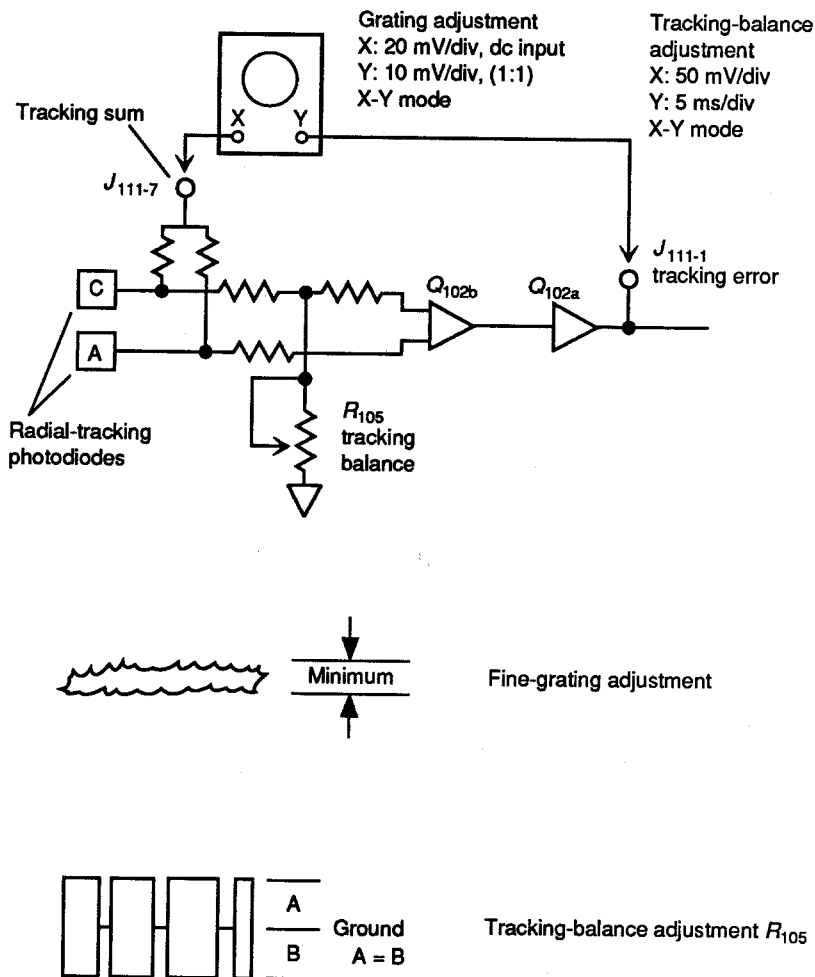 Grating adjustment
X: 20 mV/div, dc input
Y: 10 mV/div, (1:1)
X-Y mode
Tracking-balance
adjustment
X: 50 mV/div
Y: 5 ms/div
X-Y mode
X
Y
Tracking sum
J111-7
J111-1
tracking error
C
A
Q102b
Q102a
Radial-tracking
photodiodes
R105
tracking
balance
Minimum
Fine-grating adjustment
A
B
Ground
A = B
Tracking-balance adjustment R105